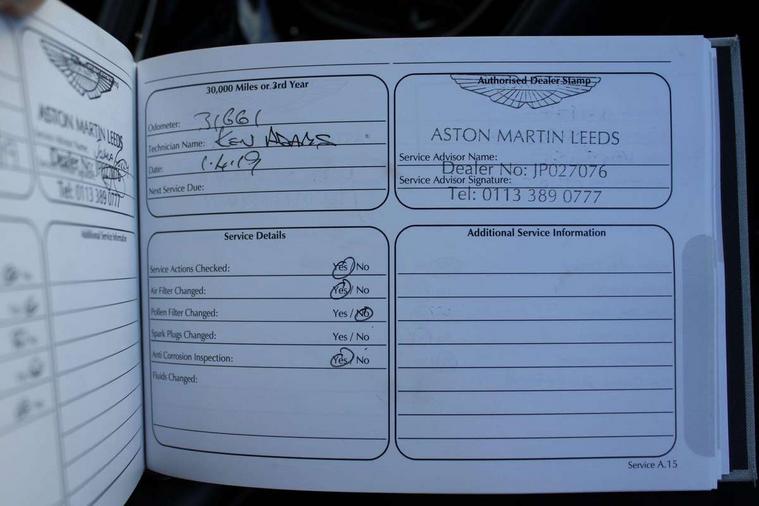 ASTON MARTIN LEEDS
Tel: 0113 389 0777
Additional Service Information
30,000 Miles or 3rd Year
Odometer: 31661
Technician Name: KEN ADAMS
Date: 1.4.19
Next Service Due:
Authorised Dealer Stamp
ASTON MARTIN LEEDS
Service Advisor Name:
Dealer No: JP027076
Service Advisor Signature:
Tel: 0113 389 0777
Service Details
Service Actions Checked: Yes / No
Air Filter Changed: Yes / No
Pollen Filter Changed: Yes / No
Spark Plugs Changed: Yes / No
Anti Corrosion Inspection: Yes / No
Fluids Changed:
Additional Service Information
Service A.15